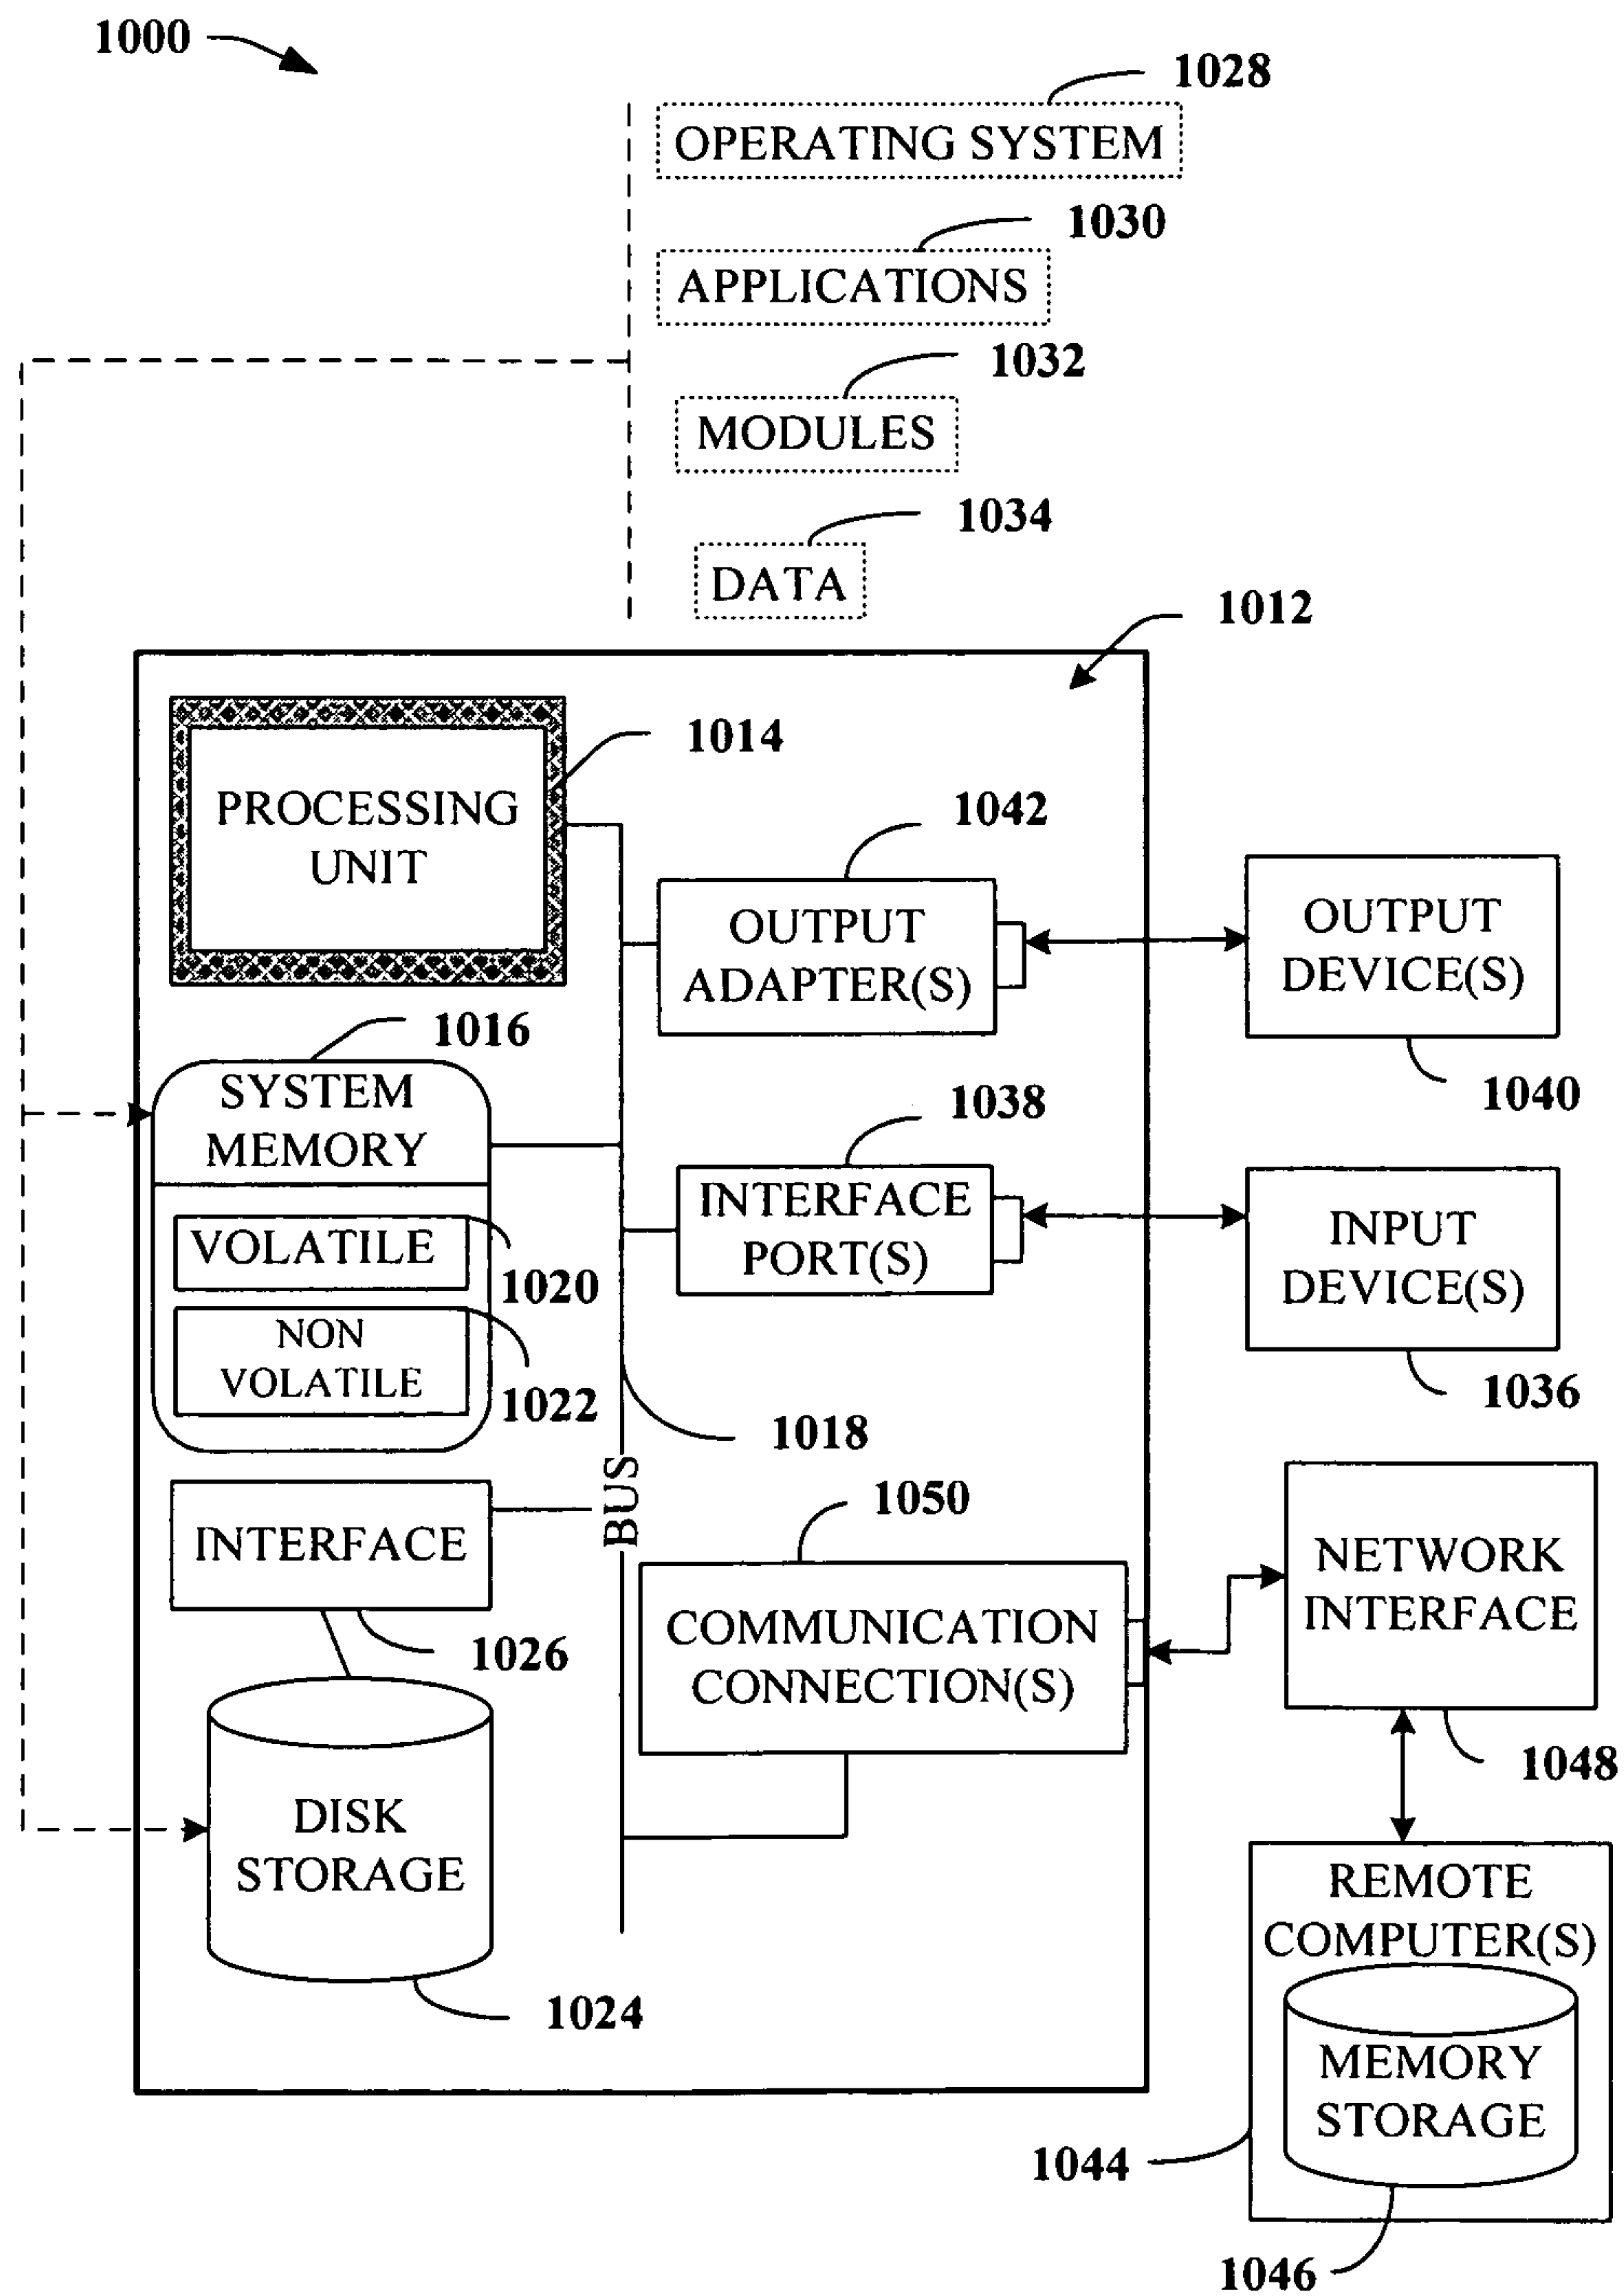 1000
1028
OPERATING SYSTEM
1030
APPLICATIONS
1032
MODULES
1034
DATA
1012
PROCESSING
UNIT
1014
1042
OUTPUT
ADAPTER(S)
OUTPUT
DEVICE(S)
1040
1016
SYSTEM
MEMORY
VOLATILE
1020
NON
VOLATILE
1022
1038
INTERFACE
PORT(S)
INPUT
DEVICE(S)
1036
1018
BUS
INTERFACE
1026
1050
COMMUNICATION
CONNECTION(S)
NETWORK
INTERFACE
1048
DISK
STORAGE
1024
REMOTE
COMPUTER(S)
MEMORY
STORAGE
1044
1046